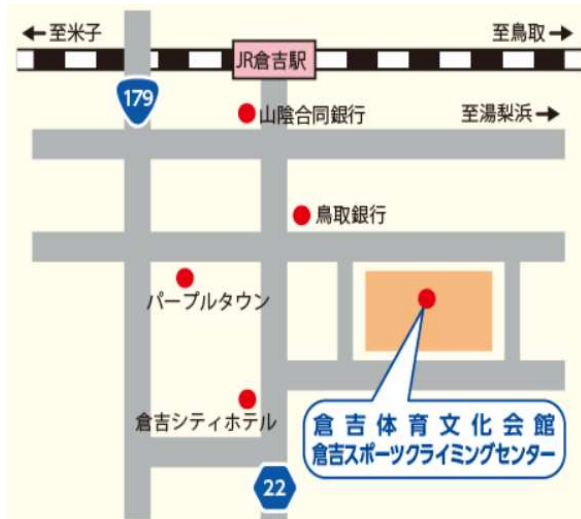 ←至米子
至鳥取→
JR倉吉駅
179
山陰合同銀行
至湯梨浜→
鳥取銀行
パープルタウン
倉吉シティホテル
倉吉体育文化会館
倉吉スポーツクライミングセンター
22